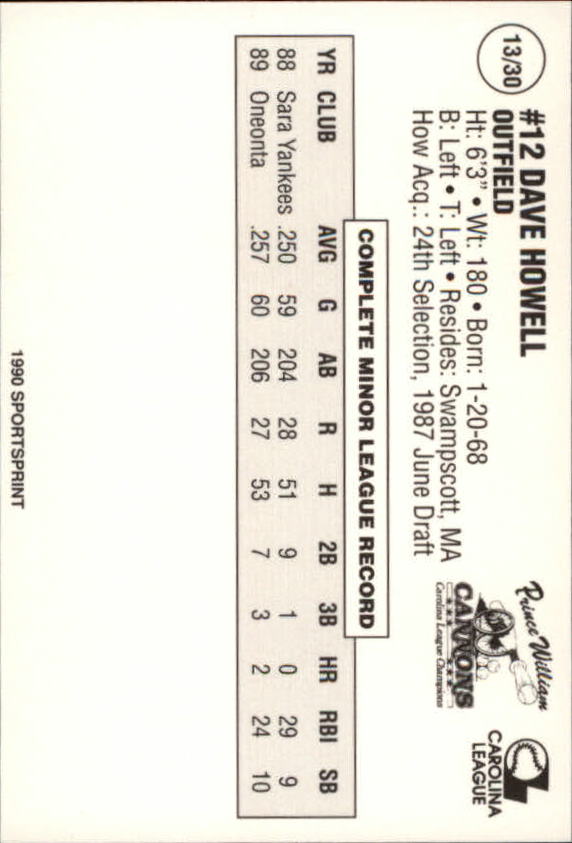 13/30
#12 DAVE HOWELL
OUTFIELD
Ht: 6'3" • Wt: 180 • Born: 1-20-68
B: Left • T: Left • Resides: Swampscott, MA
How Acq.: 24th Selection, 1987 June Draft
Prince William
CANNONS
Carolina League Champions
CAROLINA
LEAGUE
COMPLETE MINOR LEAGUE RECORD
YR CLUB AVG G AB R H 2B 3B HR RBI SB
88 Sara Yankees .250 59 204 28 51 9 1 0 29 9
89 Oneonta .257 60 206 27 53 7 3 2 24 10
1990 SPORTSPRINT